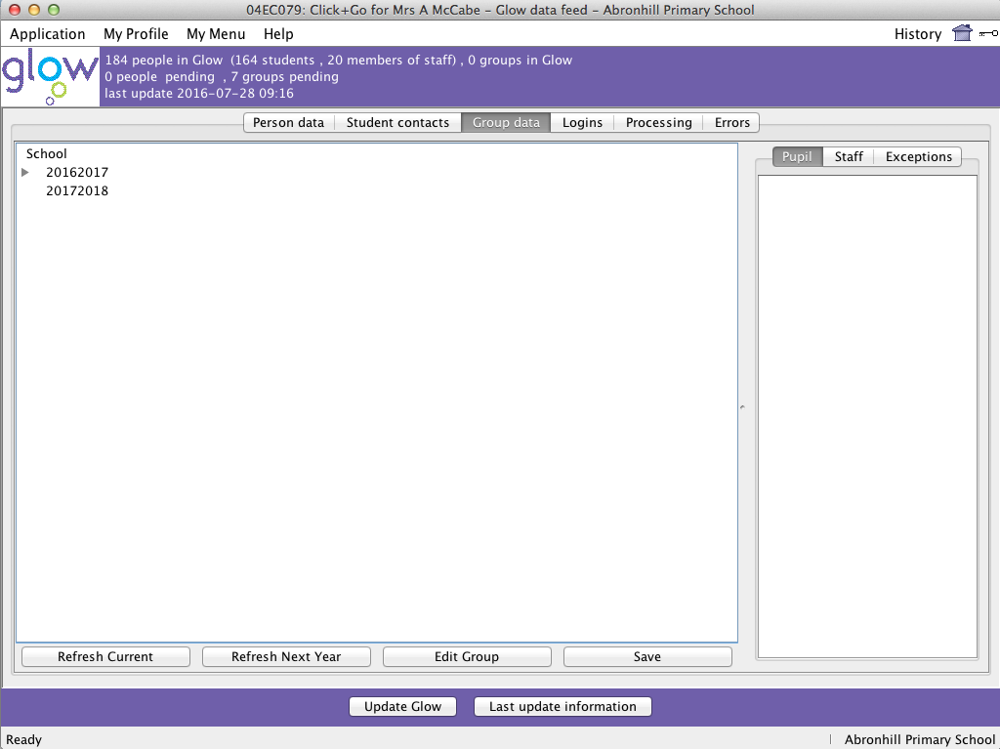 04EC079: Click+Go for Mrs A McCabe - Glow data feed - Abronhill Primary School
Application My Profile My Menu Help History
glow
184 people in Glow (164 students , 20 members of staff) , 0 groups in Glow
0 people pending , 7 groups pending
last update 2016-07-28 09:16
Person data Student contacts Group data Logins Processing Errors
School
20162017
20172018
Pupil Staff Exceptions
Refresh Current Refresh Next Year Edit Group Save
Update Glow Last update information
Ready Abronhill Primary School